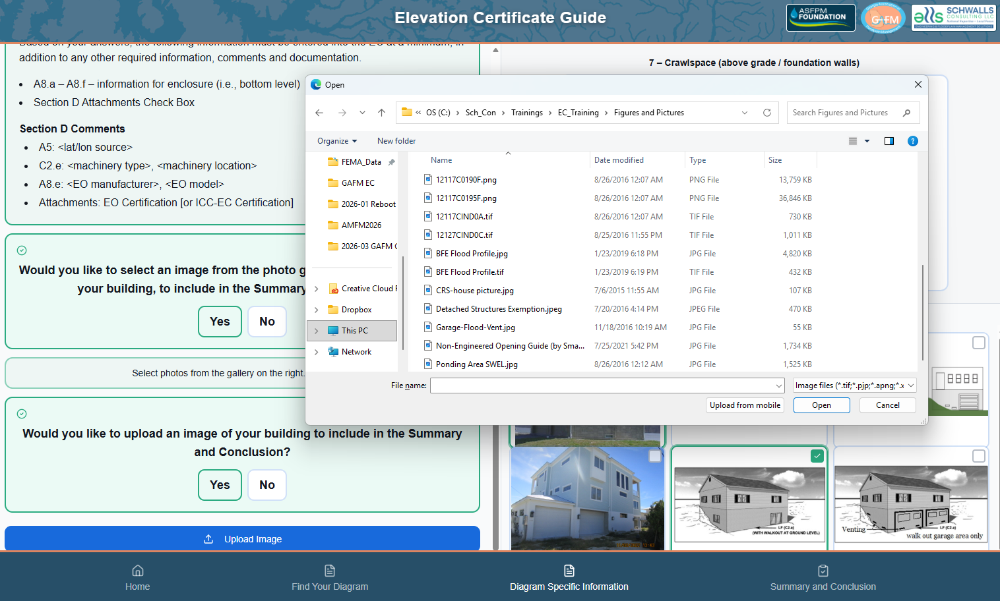 Elevation Certificate Guide
ASFPM
FOUNDATION
GAFM
SCHWALLS
CONSULTING LLC
addition to any other required information, comments and documentation.
A8.a – A8.f – information for enclosure (i.e., bottom level)
Section D Attachments Check Box
Section D Comments
A5: <lat/lon source>
C2.e: <machinery type>, <machinery location>
A8.e: <EO manufacturer>, <EO model>
Attachments: EO Certification [or ICC-EC Certification]
Would you like to select an image from the photo g
your building, to include in the Summary
Yes
No
Select photos from the gallery on the right.
Would you like to upload an image of your building to include in the Summary
and Conclusion?
Yes
No
Upload Image
7 – Crawlspace (above grade / foundation walls)
Open
« OS (C:) › Sch_Con › Trainings › EC_Training › Figures and Pictures
Search Figures and Pictures
Organize
New folder
FEMA_Data
GAFM EC
2026-01 Reboot
AMFM2026
2026-03 GAFM C
Creative Cloud F
Dropbox
This PC
Network
Name Date modified Type Size
12117C0190F.png 8/26/2016 12:07 AM PNG File 13,759 KB
12117C0195F.png 8/26/2016 12:07 AM PNG File 36,846 KB
12117CIND0A.tif 8/26/2016 12:07 AM TIF File 730 KB
12127CIND0C.tif 8/25/2016 11:55 PM TIF File 1,011 KB
BFE Flood Profile.jpg 1/23/2019 6:18 PM JPG File 4,820 KB
BFE Flood Profile.tif 1/23/2019 6:19 PM TIF File 432 KB
CRS-house picture.jpg 7/6/2015 11:55 AM JPG File 107 KB
Detached Structures Exemption.jpeg 7/20/2016 4:14 PM JPEG File 470 KB
Garage-Flood-Vent.jpg 11/18/2016 10:19 AM JPG File 55 KB
Non-Engineered Opening Guide (by Sma... 7/25/2021 5:42 PM JPG File 1,734 KB
Ponding Area SWEL.jpg 8/26/2016 12:12 AM JPG File 1,525 KB
File name:
Image files (*.tif;*.pjp;*.apng;*.x
Upload from mobile
Open
Cancel
LF (C2.a)
(WITH WALKOUT AT GROUND LEVEL)
Venting
LF (C2.a)
walk out garage area only
Home
Find Your Diagram
Diagram Specific Information
Summary and Conclusion